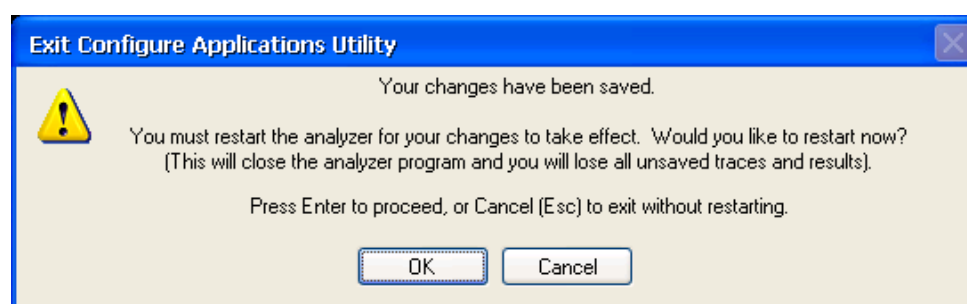 Exit Configure Applications Utility
Your changes have been saved.
You must restart the analyzer for your changes to take effect. Would you like to restart now?
(This will close the analyzer program and you will lose all unsaved traces and results).
Press Enter to proceed, or Cancel (Esc) to exit without restarting.
OK
Cancel